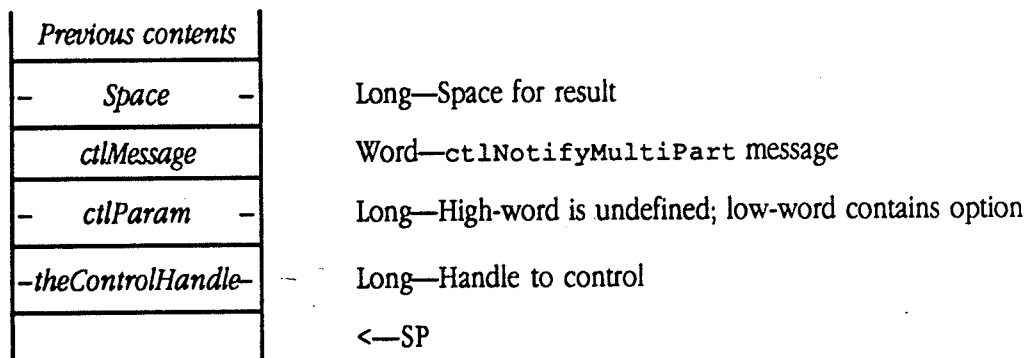 Previous contents
– Space – Long—Space for result
ctlMessage Word—ctlNotifyMultiPart message
– ctlParam – Long—High-word is undefined; low-word contains option
–theControlHandle– Long—Handle to control
<—SP